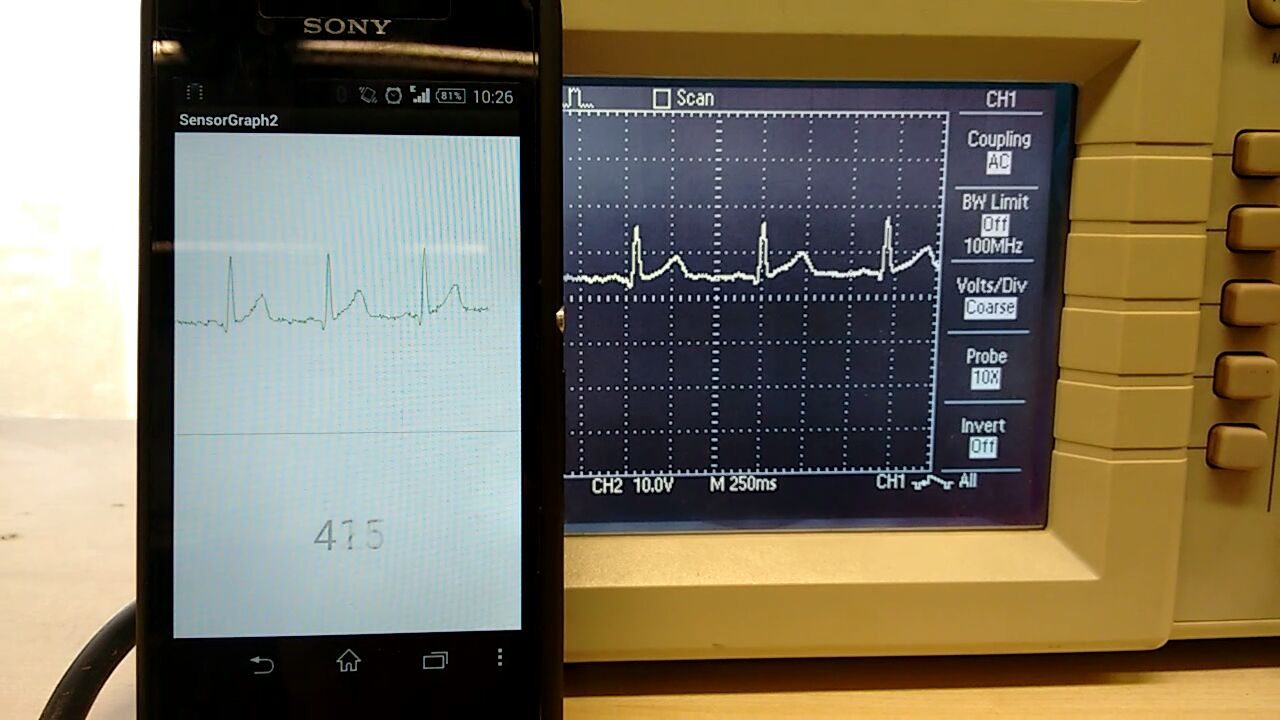 SONY
81% 10:26
SensorGraph2
415
Scan
CH1
Coupling
AC
BW Limit
Off
100MHz
Volts/Div
Coarse
Probe
10X
Invert
Off
CH2 10.0V M 250ms CH1 All